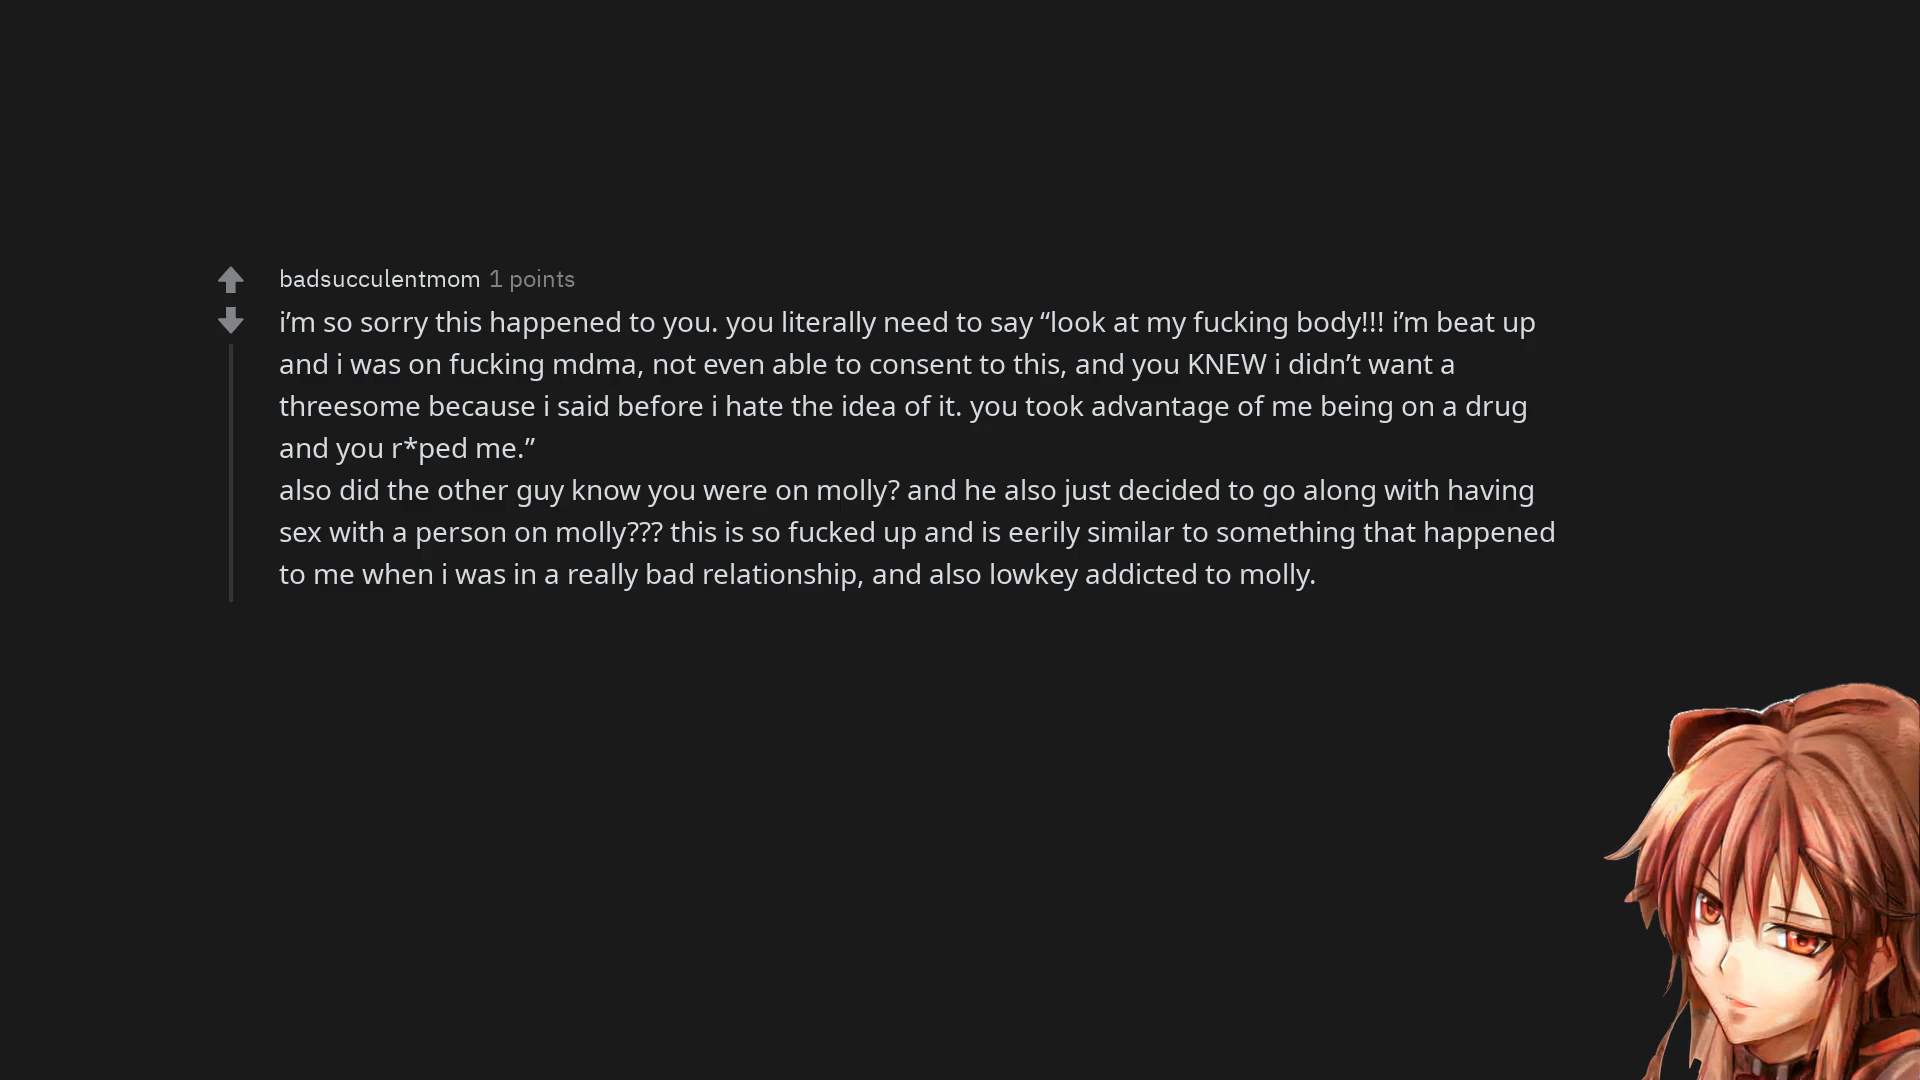 badsucculentmom 1 points
i’m so sorry this happened to you. you literally need to say “look at my fucking body!!! i’m beat up
and i was on fucking mdma, not even able to consent to this, and you KNEW i didn’t want a
threesome because i said before i hate the idea of it. you took advantage of me being on a drug
and you r*ped me.”
also did the other guy know you were on molly? and he also just decided to go along with having
sex with a person on molly??? this is so fucked up and is eerily similar to something that happened
to me when i was in a really bad relationship, and also lowkey addicted to molly.